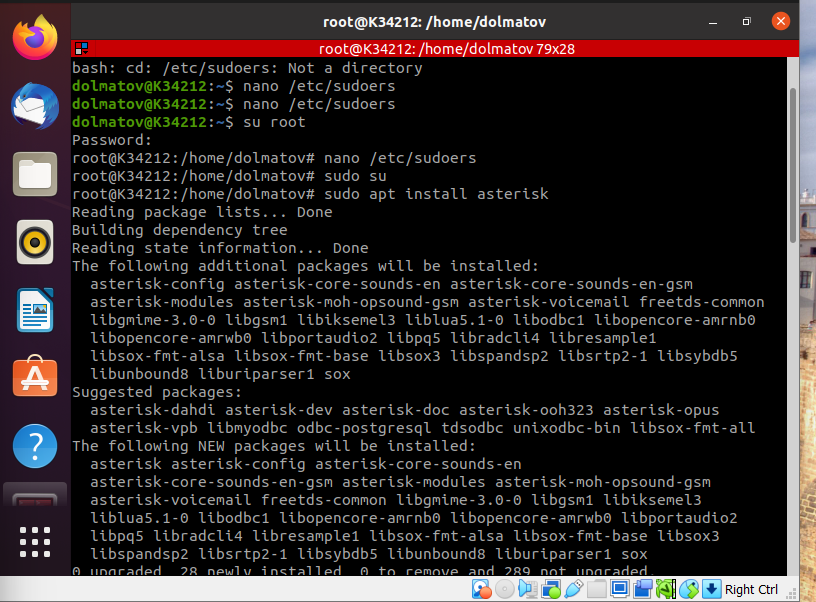 root@K34212: /home/dolmatov
root@K34212: /home/dolmatov 79x28
bash: cd: /etc/sudoers: Not a directory
dolmatov@K34212:~$ nano /etc/sudoers
dolmatov@K34212:~$ nano /etc/sudoers
dolmatov@K34212:~$ su root
Password:
root@K34212:/home/dolmatov# nano /etc/sudoers
root@K34212:/home/dolmatov# sudo su
root@K34212:/home/dolmatov# sudo apt install asterisk
Reading package lists... Done
Building dependency tree
Reading state information... Done
The following additional packages will be installed:
  asterisk-config asterisk-core-sounds-en asterisk-core-sounds-en-gsm
  asterisk-modules asterisk-moh-opsound-gsm asterisk-voicemail freetds-common
  libgmime-3.0-0 libgsm1 libiksemel3 liblua5.1-0 libodbc1 libopencore-amrnb0
  libopencore-amrwb0 libportaudio2 libpq5 libradcli4 libresample1
  libsox-fmt-alsa libsox-fmt-base libsox3 libspandsp2 libsrtp2-1 libsybdb5
  libunbound8 liburiparser1 sox
Suggested packages:
  asterisk-dahdi asterisk-dev asterisk-doc asterisk-ooh323 asterisk-opus
  asterisk-vpb libmyodbc odbc-postgresql tdsodbc unixodbc-bin libsox-fmt-all
The following NEW packages will be installed:
  asterisk asterisk-config asterisk-core-sounds-en
  asterisk-core-sounds-en-gsm asterisk-modules asterisk-moh-opsound-gsm
  asterisk-voicemail freetds-common libgmime-3.0-0 libgsm1 libiksemel3
  liblua5.1-0 libodbc1 libopencore-amrnb0 libopencore-amrwb0 libportaudio2
  libpq5 libradcli4 libresample1 libsox-fmt-alsa libsox-fmt-base libsox3
  libspandsp2 libsrtp2-1 libsybdb5 libunbound8 liburiparser1 sox
0 upgraded, 28 newly installed, 0 to remove and 289 not upgraded.
Right Ctrl